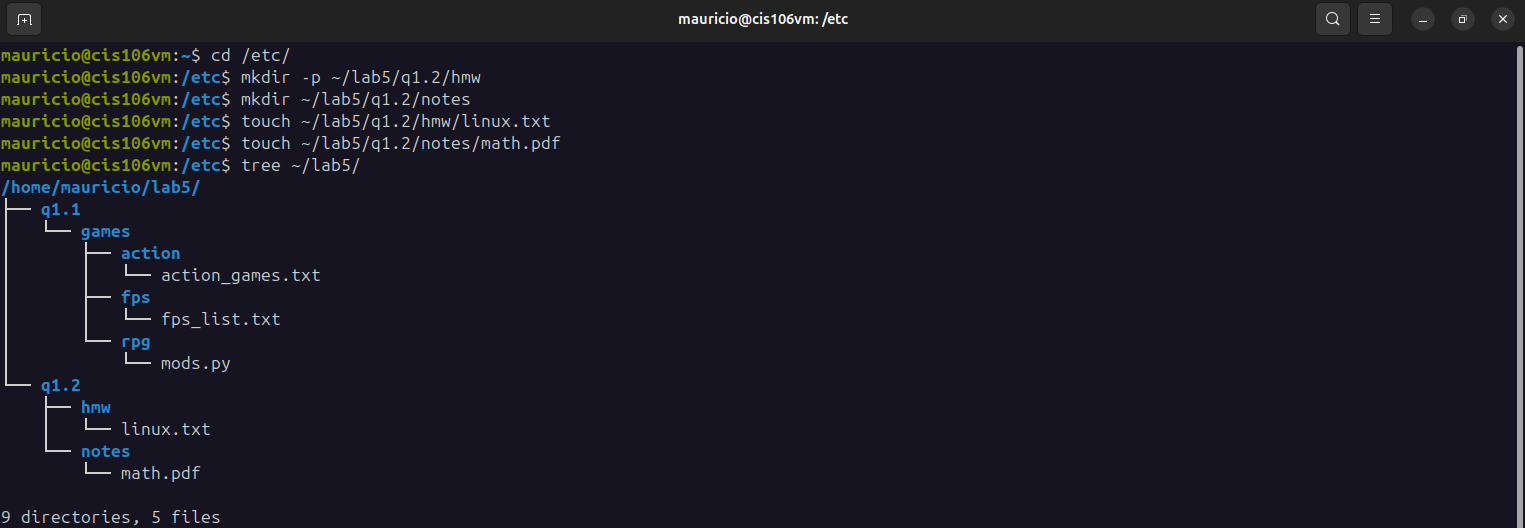 mauricio@cis106vm: /etc
mauricio@cis106vm:~$ cd /etc/
mauricio@cis106vm:/etc$ mkdir -p ~/lab5/q1.2/hmw
mauricio@cis106vm:/etc$ mkdir ~/lab5/q1.2/notes
mauricio@cis106vm:/etc$ touch ~/lab5/q1.2/hmw/linux.txt
mauricio@cis106vm:/etc$ touch ~/lab5/q1.2/notes/math.pdf
mauricio@cis106vm:/etc$ tree ~/lab5/
/home/mauricio/lab5/
├── q1.1
│   └── games
│       ├── action
│       │   └── action_games.txt
│       ├── fps
│       │   └── fps_list.txt
│       └── rpg
│           └── mods.py
└── q1.2
    ├── hmw
    │   └── linux.txt
    └── notes
        └── math.pdf
9 directories, 5 files